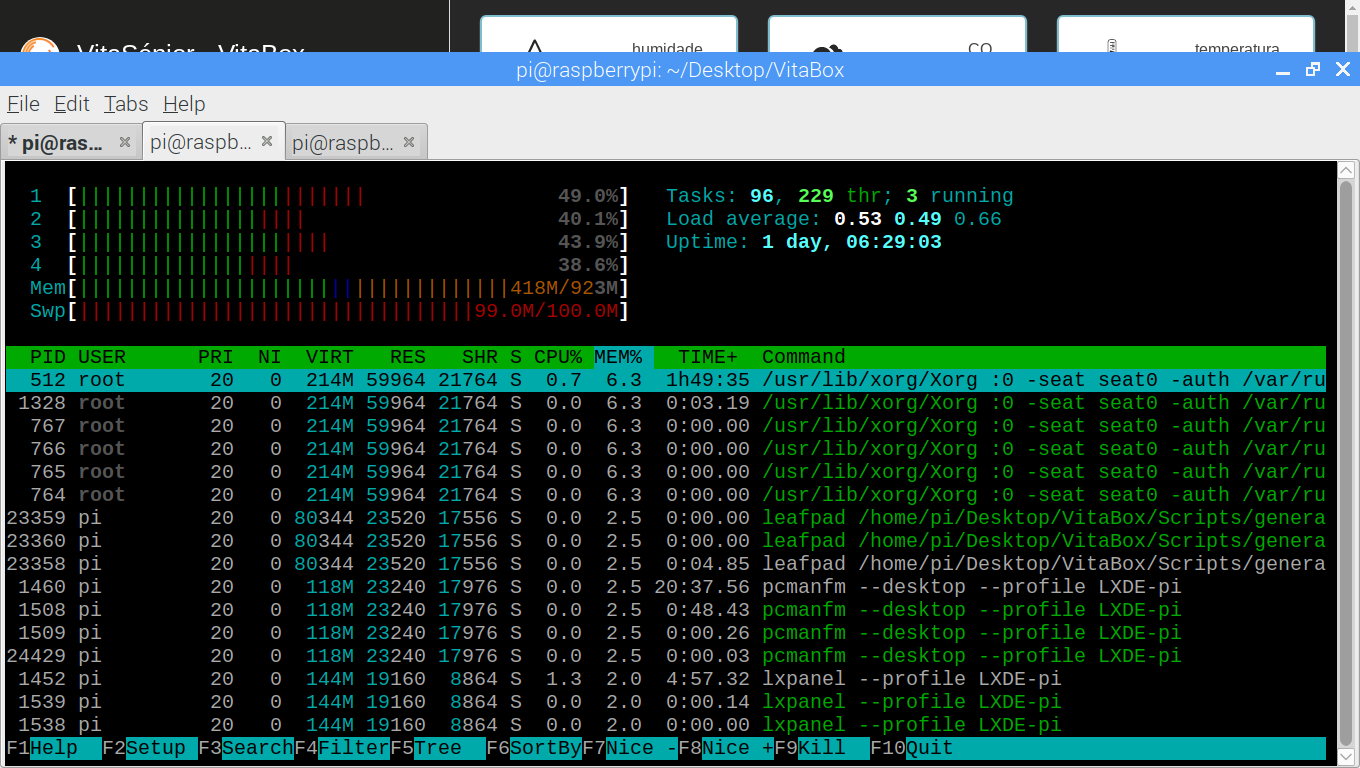 VitaSénior - VitaBox
humidade
CO
temperatura
pi@raspberrypi: ~/Desktop/VitaBox
File Edit Tabs Help
* pi@ras... pi@raspb... pi@raspb...
1 [||||||||||||||||||||||||49.0%] Tasks: 96, 229 thr; 3 running
2 [|||||||||||||||||||40.1%] Load average: 0.53 0.49 0.66
3 [|||||||||||||||||||||43.9%] Uptime: 1 day, 06:29:03
4 [||||||||||||||||||38.6%]
Mem[||||||||||||||||||||||||||||||||||||418M/923M]
Swp[|||||||||||||||||||||||||||||||||99.0M/100.0M]
PID USER PRI NI VIRT RES SHR S CPU% MEM% TIME+ Command
512 root 20 0 214M 59964 21764 S 0.7 6.3 1h49:35 /usr/lib/xorg/Xorg :0 -seat seat0 -auth /var/ru
1328 root 20 0 214M 59964 21764 S 0.0 6.3 0:03.19 /usr/lib/xorg/Xorg :0 -seat seat0 -auth /var/ru
767 root 20 0 214M 59964 21764 S 0.0 6.3 0:00.00 /usr/lib/xorg/Xorg :0 -seat seat0 -auth /var/ru
766 root 20 0 214M 59964 21764 S 0.0 6.3 0:00.00 /usr/lib/xorg/Xorg :0 -seat seat0 -auth /var/ru
765 root 20 0 214M 59964 21764 S 0.0 6.3 0:00.00 /usr/lib/xorg/Xorg :0 -seat seat0 -auth /var/ru
764 root 20 0 214M 59964 21764 S 0.0 6.3 0:00.00 /usr/lib/xorg/Xorg :0 -seat seat0 -auth /var/ru
23359 pi 20 0 80344 23520 17556 S 0.0 2.5 0:00.00 leafpad /home/pi/Desktop/VitaBox/Scripts/genera
23360 pi 20 0 80344 23520 17556 S 0.0 2.5 0:00.00 leafpad /home/pi/Desktop/VitaBox/Scripts/genera
23358 pi 20 0 80344 23520 17556 S 0.0 2.5 0:04.85 leafpad /home/pi/Desktop/VitaBox/Scripts/genera
1460 pi 20 0 118M 23240 17976 S 0.0 2.5 20:37.56 pcmanfm --desktop --profile LXDE-pi
1508 pi 20 0 118M 23240 17976 S 0.0 2.5 0:48.43 pcmanfm --desktop --profile LXDE-pi
1509 pi 20 0 118M 23240 17976 S 0.0 2.5 0:00.26 pcmanfm --desktop --profile LXDE-pi
24429 pi 20 0 118M 23240 17976 S 0.0 2.5 0:00.03 pcmanfm --desktop --profile LXDE-pi
1452 pi 20 0 144M 19160 8864 S 1.3 2.0 4:57.32 lxpanel --profile LXDE-pi
1539 pi 20 0 144M 19160 8864 S 0.0 2.0 0:00.14 lxpanel --profile LXDE-pi
1538 pi 20 0 144M 19160 8864 S 0.0 2.0 0:00.00 lxpanel --profile LXDE-pi
F1Help F2Setup F3SearchF4FilterF5Tree F6SortByF7Nice -F8Nice +F9Kill F10Quit